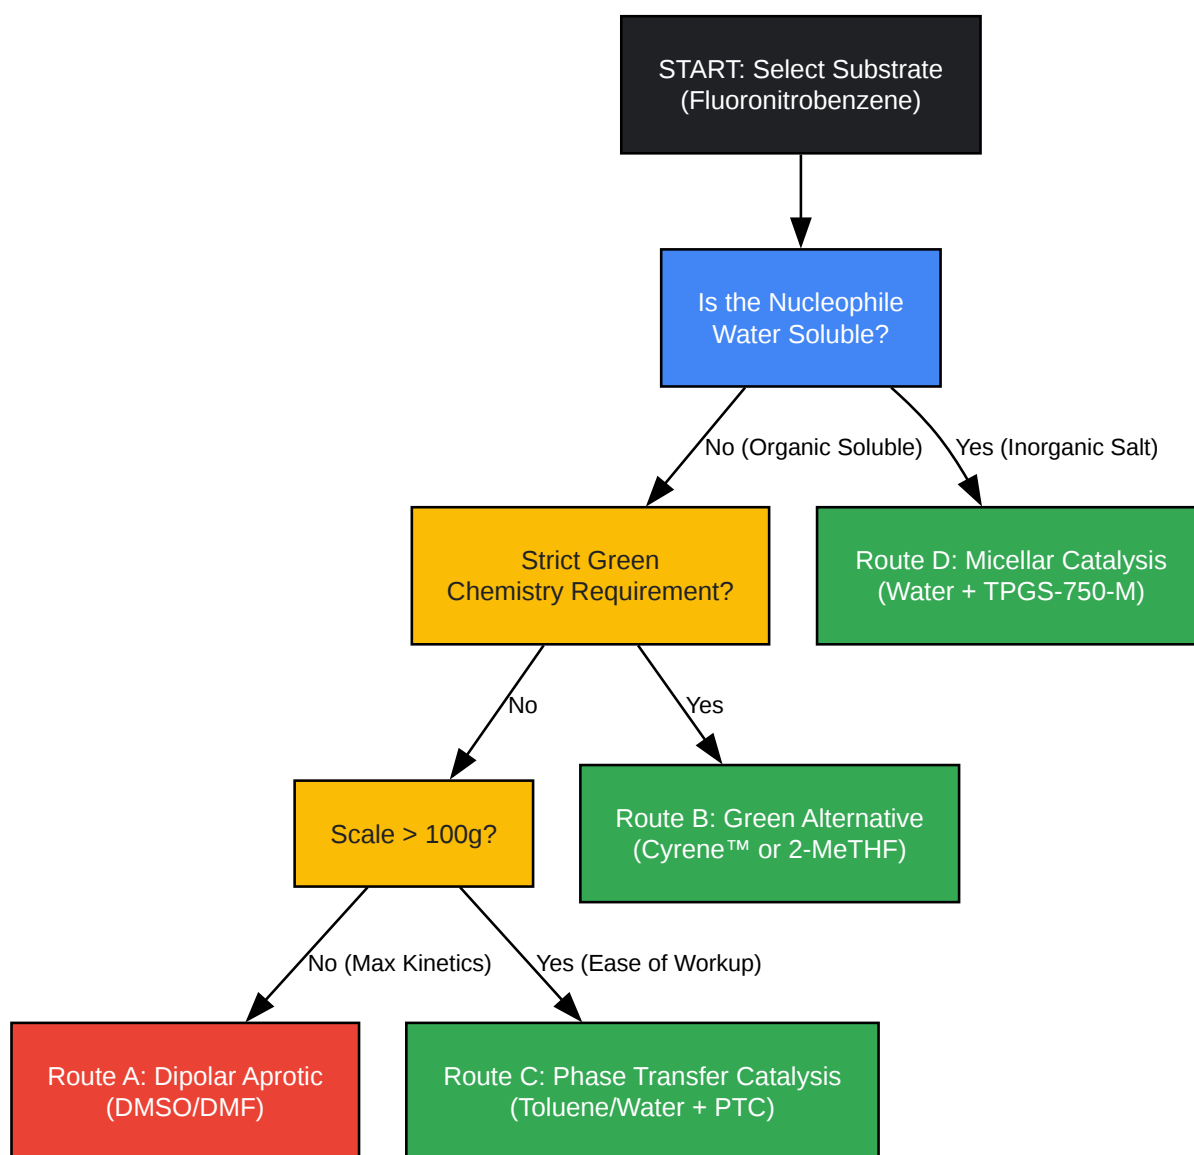 START: Select Substrate
(Fluoronitrobenzene)
Is the Nucleophile
Water Soluble?
No (Organic Soluble)
Yes (Inorganic Salt)
Strict Green
Chemistry Requirement?
Route D: Micellar Catalysis
(Water + TPGS-750-M)
No
Yes
Scale > 100g?
Route B: Green Alternative
(Cyrene™ or 2-MeTHF)
No (Max Kinetics)
Yes (Ease of Workup)
Route A: Dipolar Aprotic
(DMSO/DMF)
Route C: Phase Transfer Catalysis
(Toluene/Water + PTC)